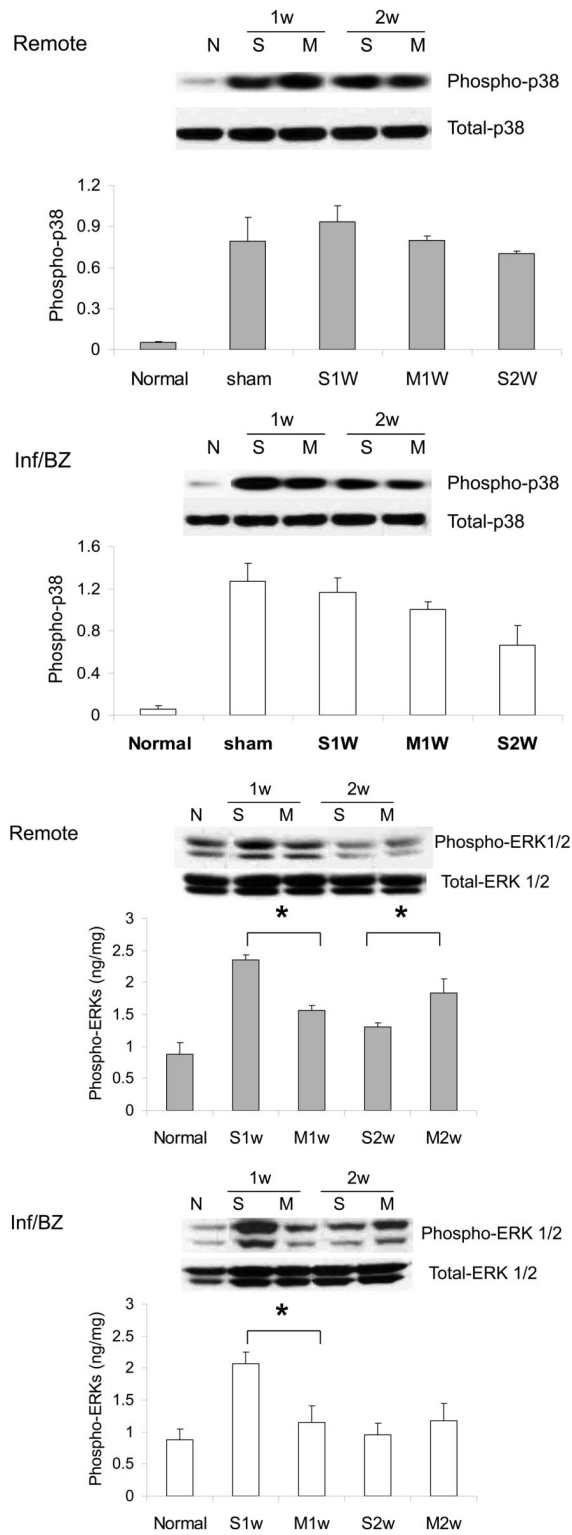 1w 2w
Remote N S M S M
Phospho-p38
Total-p38
1.2
0.9
0.6
0.3
0
Phospho-p38
Normal sham S1W M1W S2W
1w 2w
Inf/BZ N S M S M
Phospho-p38
Total-p38
1.6
1.2
0.8
0.4
0
Phospho-p38
Normal sham S1W M1W S2W
1w 2w
N S M S M
Remote Phospho-ERK1/2
Total-ERK 1/2
* *
3
2.5
2
1.5
1
0.5
0
Phospho-ERKs (ng/mg)
Normal S1w M1w S2w M2w
1w 2w
N S M S M
Inf/BZ Phospho-ERK 1/2
Total-ERK 1/2
*
3
2.5
2
1.5
1
0.5
0
Phospho-ERKs (ng/mg)
Normal S1w M1w S2w M2w